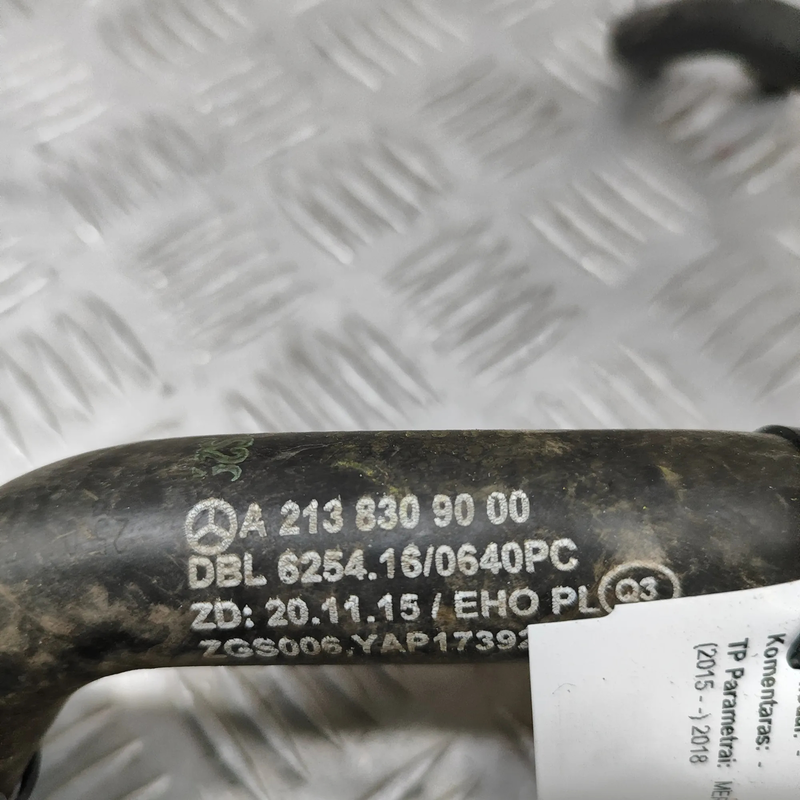 A 213 830 90 00
DBL 6254.16/0640PC
ZD: 20.11.15 / EHO PL Q3
ZGS006 YAP17392
Komentaras: -
TP Parametrai:
(2015 - -) 2018